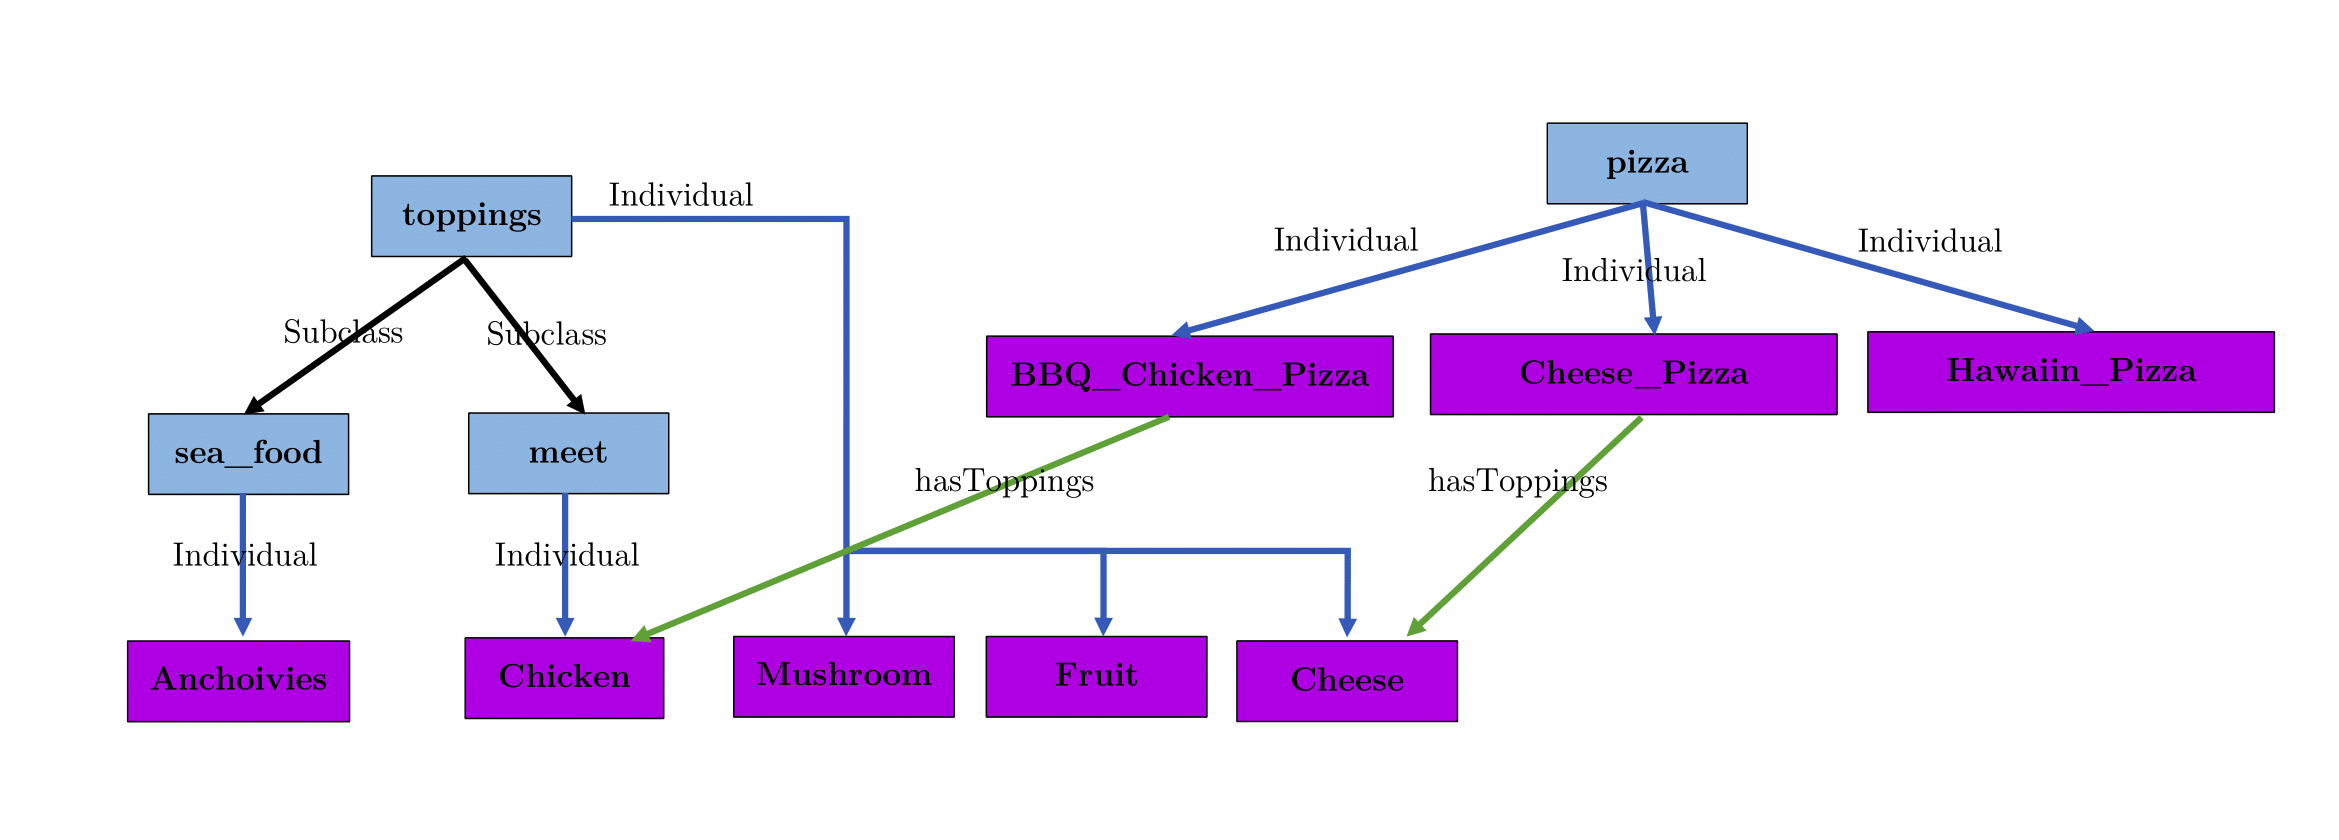 pizza
toppings
Individual
Individual
Individual
Individual
Subclass
Subclass
BBQ_Chicken_Pizza
Cheese_Pizza
Hawaiin_Pizza
sea_food
meet
hasToppings
hasToppings
Individual
Individual
Anchoivies
Chicken
Mushroom
Fruit
Cheese